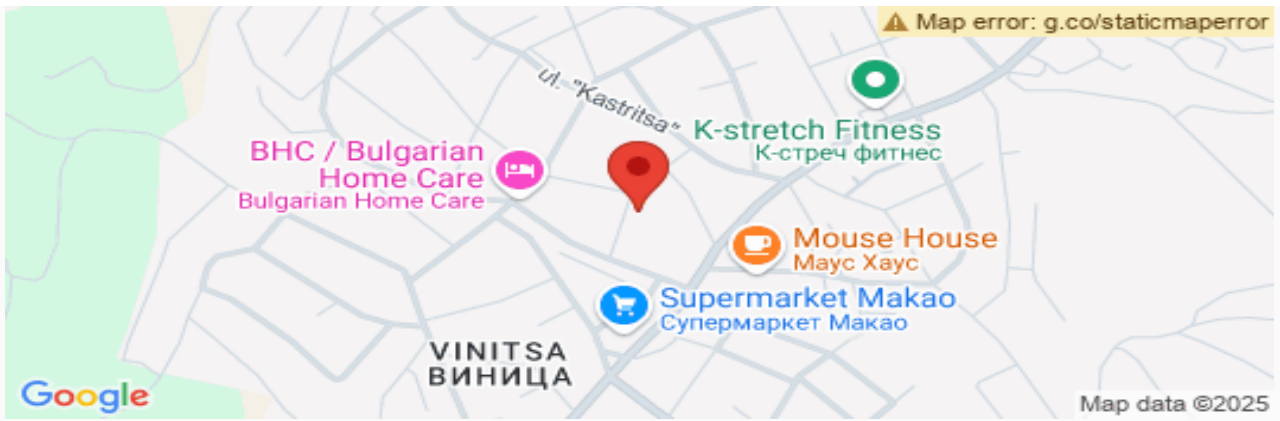 Map error: g.co/staticmaperror
ul. "Kastritsa"
K-stretch Fitness
К-стреч фитнес
BHC / Bulgarian
Home Care
Bulgarian Home Care
Mouse House
Маус Хаус
Supermarket Makao
Супермаркет Макао
VINITSA
ВИНИЦА
Google
Map data ©2025